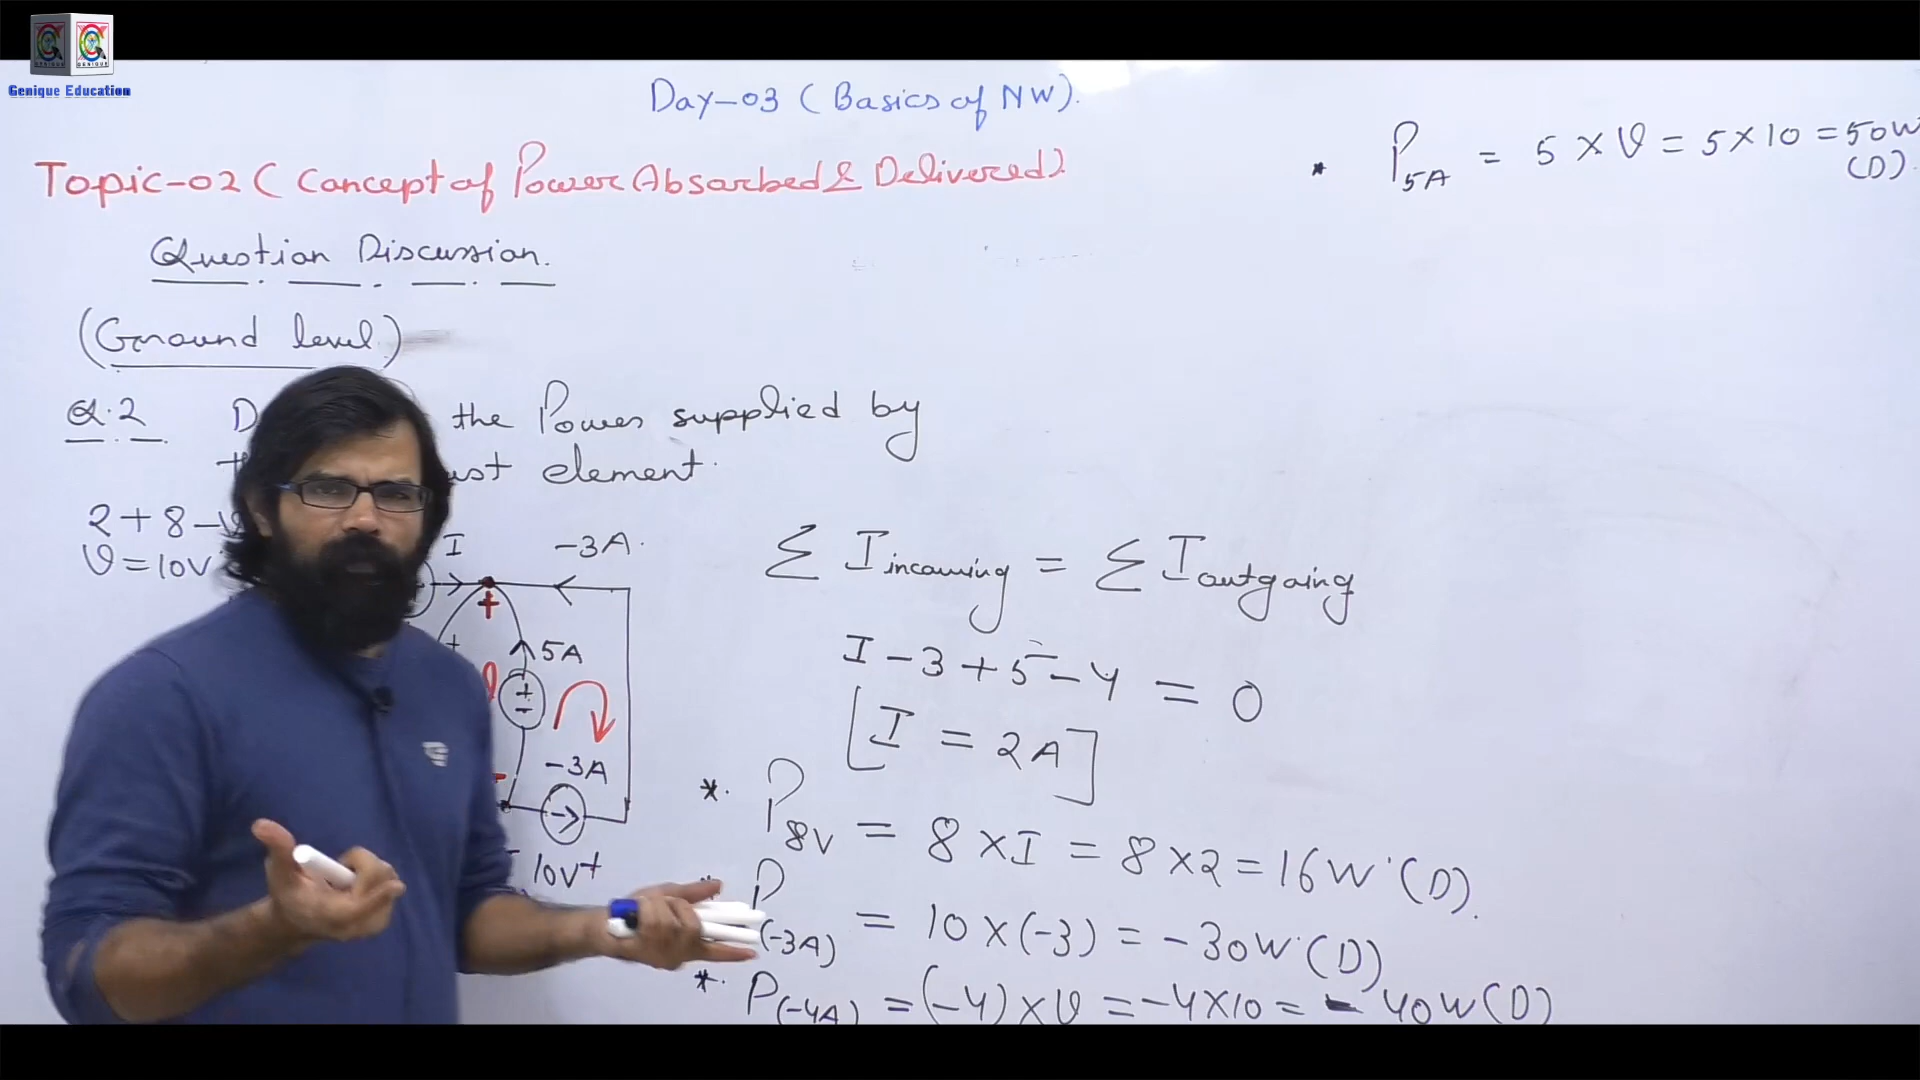 GENIQUE GENIQUE
Genique Education
Day-03 (Basics of NW).
Topic-02 (Concept of Power Absorbed & Delivered)
Question Discussion.
(Ground level)
Q.2 D the Power supplied by
element.
2 + 8 - V
V = 10V
I
-3A.
+
+
5A
+
-
-
-3A
10V+
Σ I incoming = Σ I outgoing
I - 3 + 5 - 4 = 0
[I = 2A]
*. P8V = 8 × I = 8 × 2 = 16W. (D).
P(-3A) = 10 × (-3) = -30W. (D)
*. P(-4A) = (-4) × V = -4×10 = - 40W (D)
* P5A = 5 × V = 5 × 10 = 50W
(D).